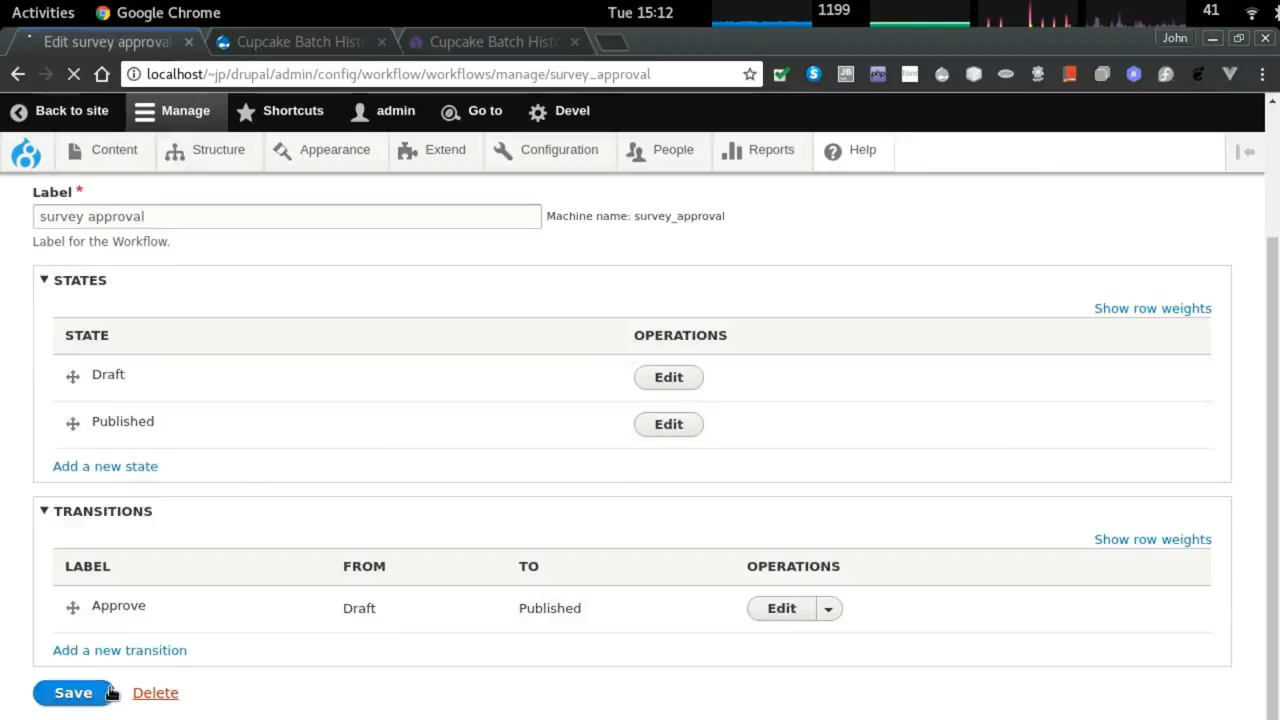 Activities Google Chrome Tue 15:12 1199 41
Edit survey approval Cupcake Batch Hist Cupcake Batch Histo John
localhost/~jp/drupal/admin/config/workflow/workflows/manage/survey_approval
Back to site Manage Shortcuts admin Go to Devel
Content Structure Appearance Extend Configuration People Reports Help
Label *
survey approval Machine name: survey_approval
Label for the Workflow.
STATES
Show row weights
STATE OPERATIONS
Draft Edit
Published Edit
Add a new state
TRANSITIONS
Show row weights
LABEL FROM TO OPERATIONS
Approve Draft Published Edit
Add a new transition
Save Delete